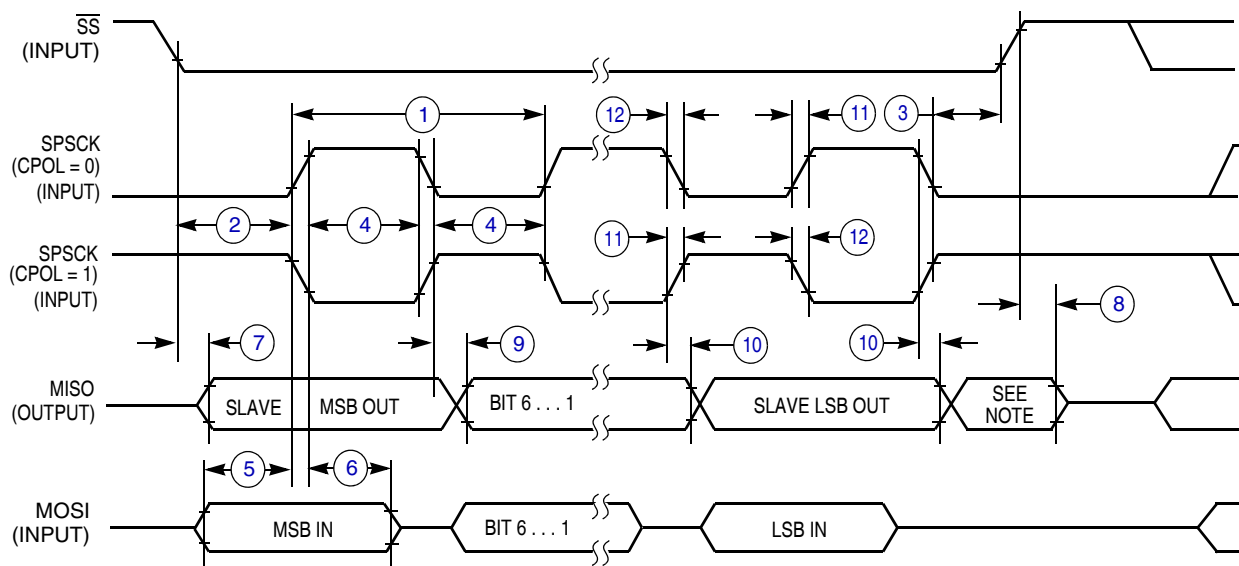 SS
(INPUT)
1
12
11
3
SPSCK
(CPOL = 0)
(INPUT)
2
4
4
11
12
SPSCK
(CPOL = 1)
(INPUT)
8
7
9
10
10
MISO
(OUTPUT)
SLAVE MSB OUT
BIT 6 . . . 1
SLAVE LSB OUT
SEE
NOTE
5
6
MOSI
(INPUT)
MSB IN
BIT 6 . . . 1
LSB IN